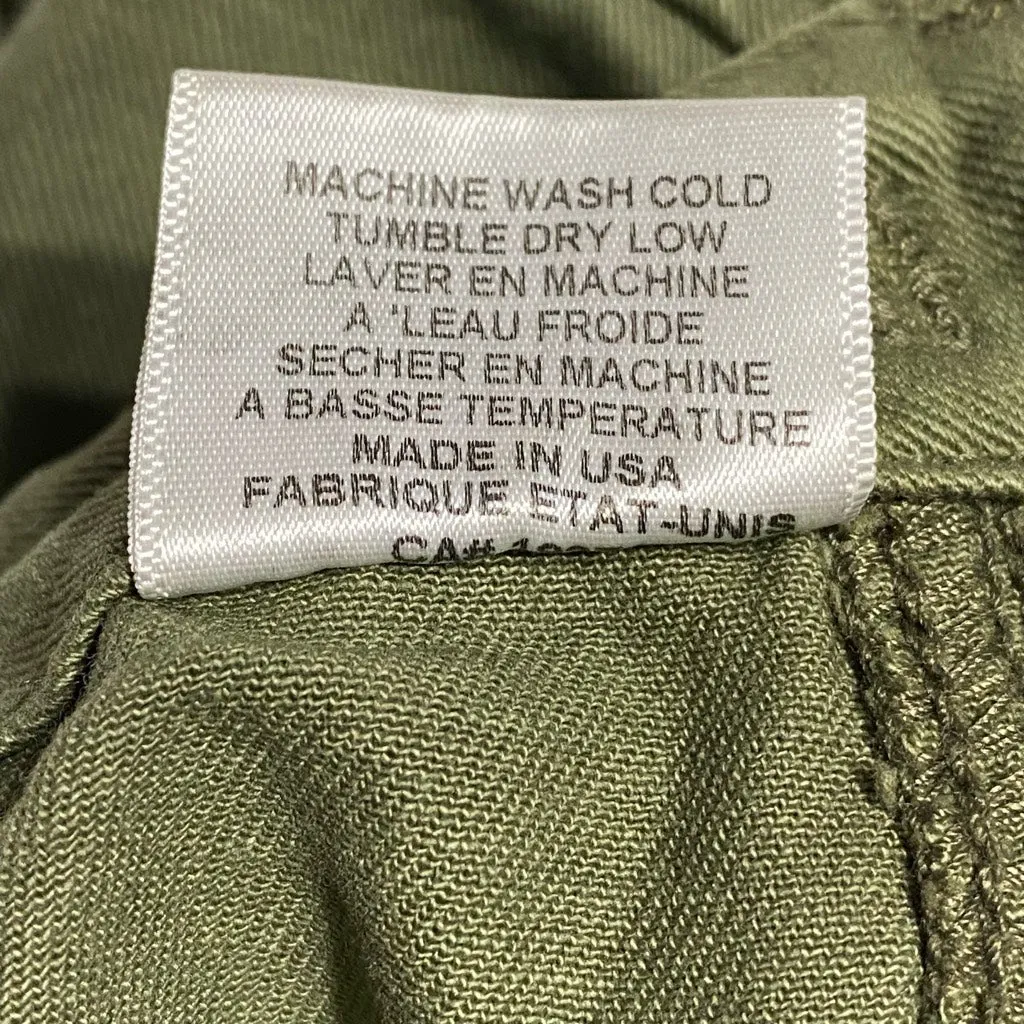 MACHINE WASH COLD
TUMBLE DRY LOW
LAVER EN MACHINE
A 'LEAU FROIDE
SECHER EN MACHINE
A BASSE TEMPERATURE
MADE IN USA
FABRIQUE ETAT-UNIS
CA#